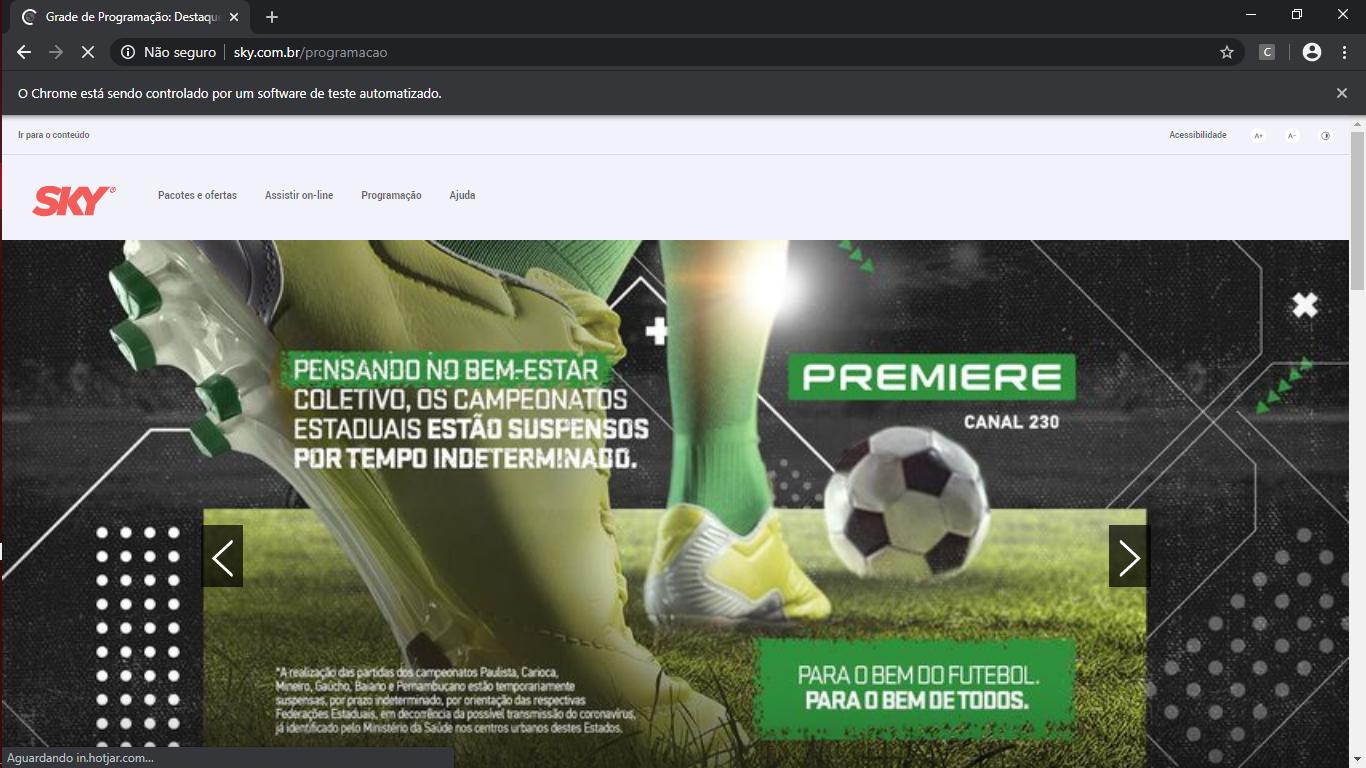 Grade de Programação: Destaque
Não seguro
sky.com.br/programacao
C
O Chrome está sendo controlado por um software de teste automatizado.
Ir para o conteúdo
Acessibilidade
A+
A-
SKY®
Pacotes e ofertas
Assistir on-line
Programação
Ajuda
PENSANDO NO BEM-ESTAR
COLETIVO, OS CAMPEONATOS
ESTADUAIS ESTÃO SUSPENSOS
POR TEMPO INDETERMINADO.
PREMIERE
CANAL 230
*A realização das partidas dos campeonatos Paulista, Carioca,
Mineiro, Gaúcho, Baiano e Pernambucano estão temporariamente
suspensas, por prazo indeterminado, por orientação das respectivas
Federações Estaduais, em decorrência da possível transmissão do coronavírus,
já identificado pelo Ministério da Saúde nos centros urbanos destes Estados.
PARA O BEM DO FUTEBOL.
PARA O BEM DE TODOS.
Aguardando in.hotjar.com...